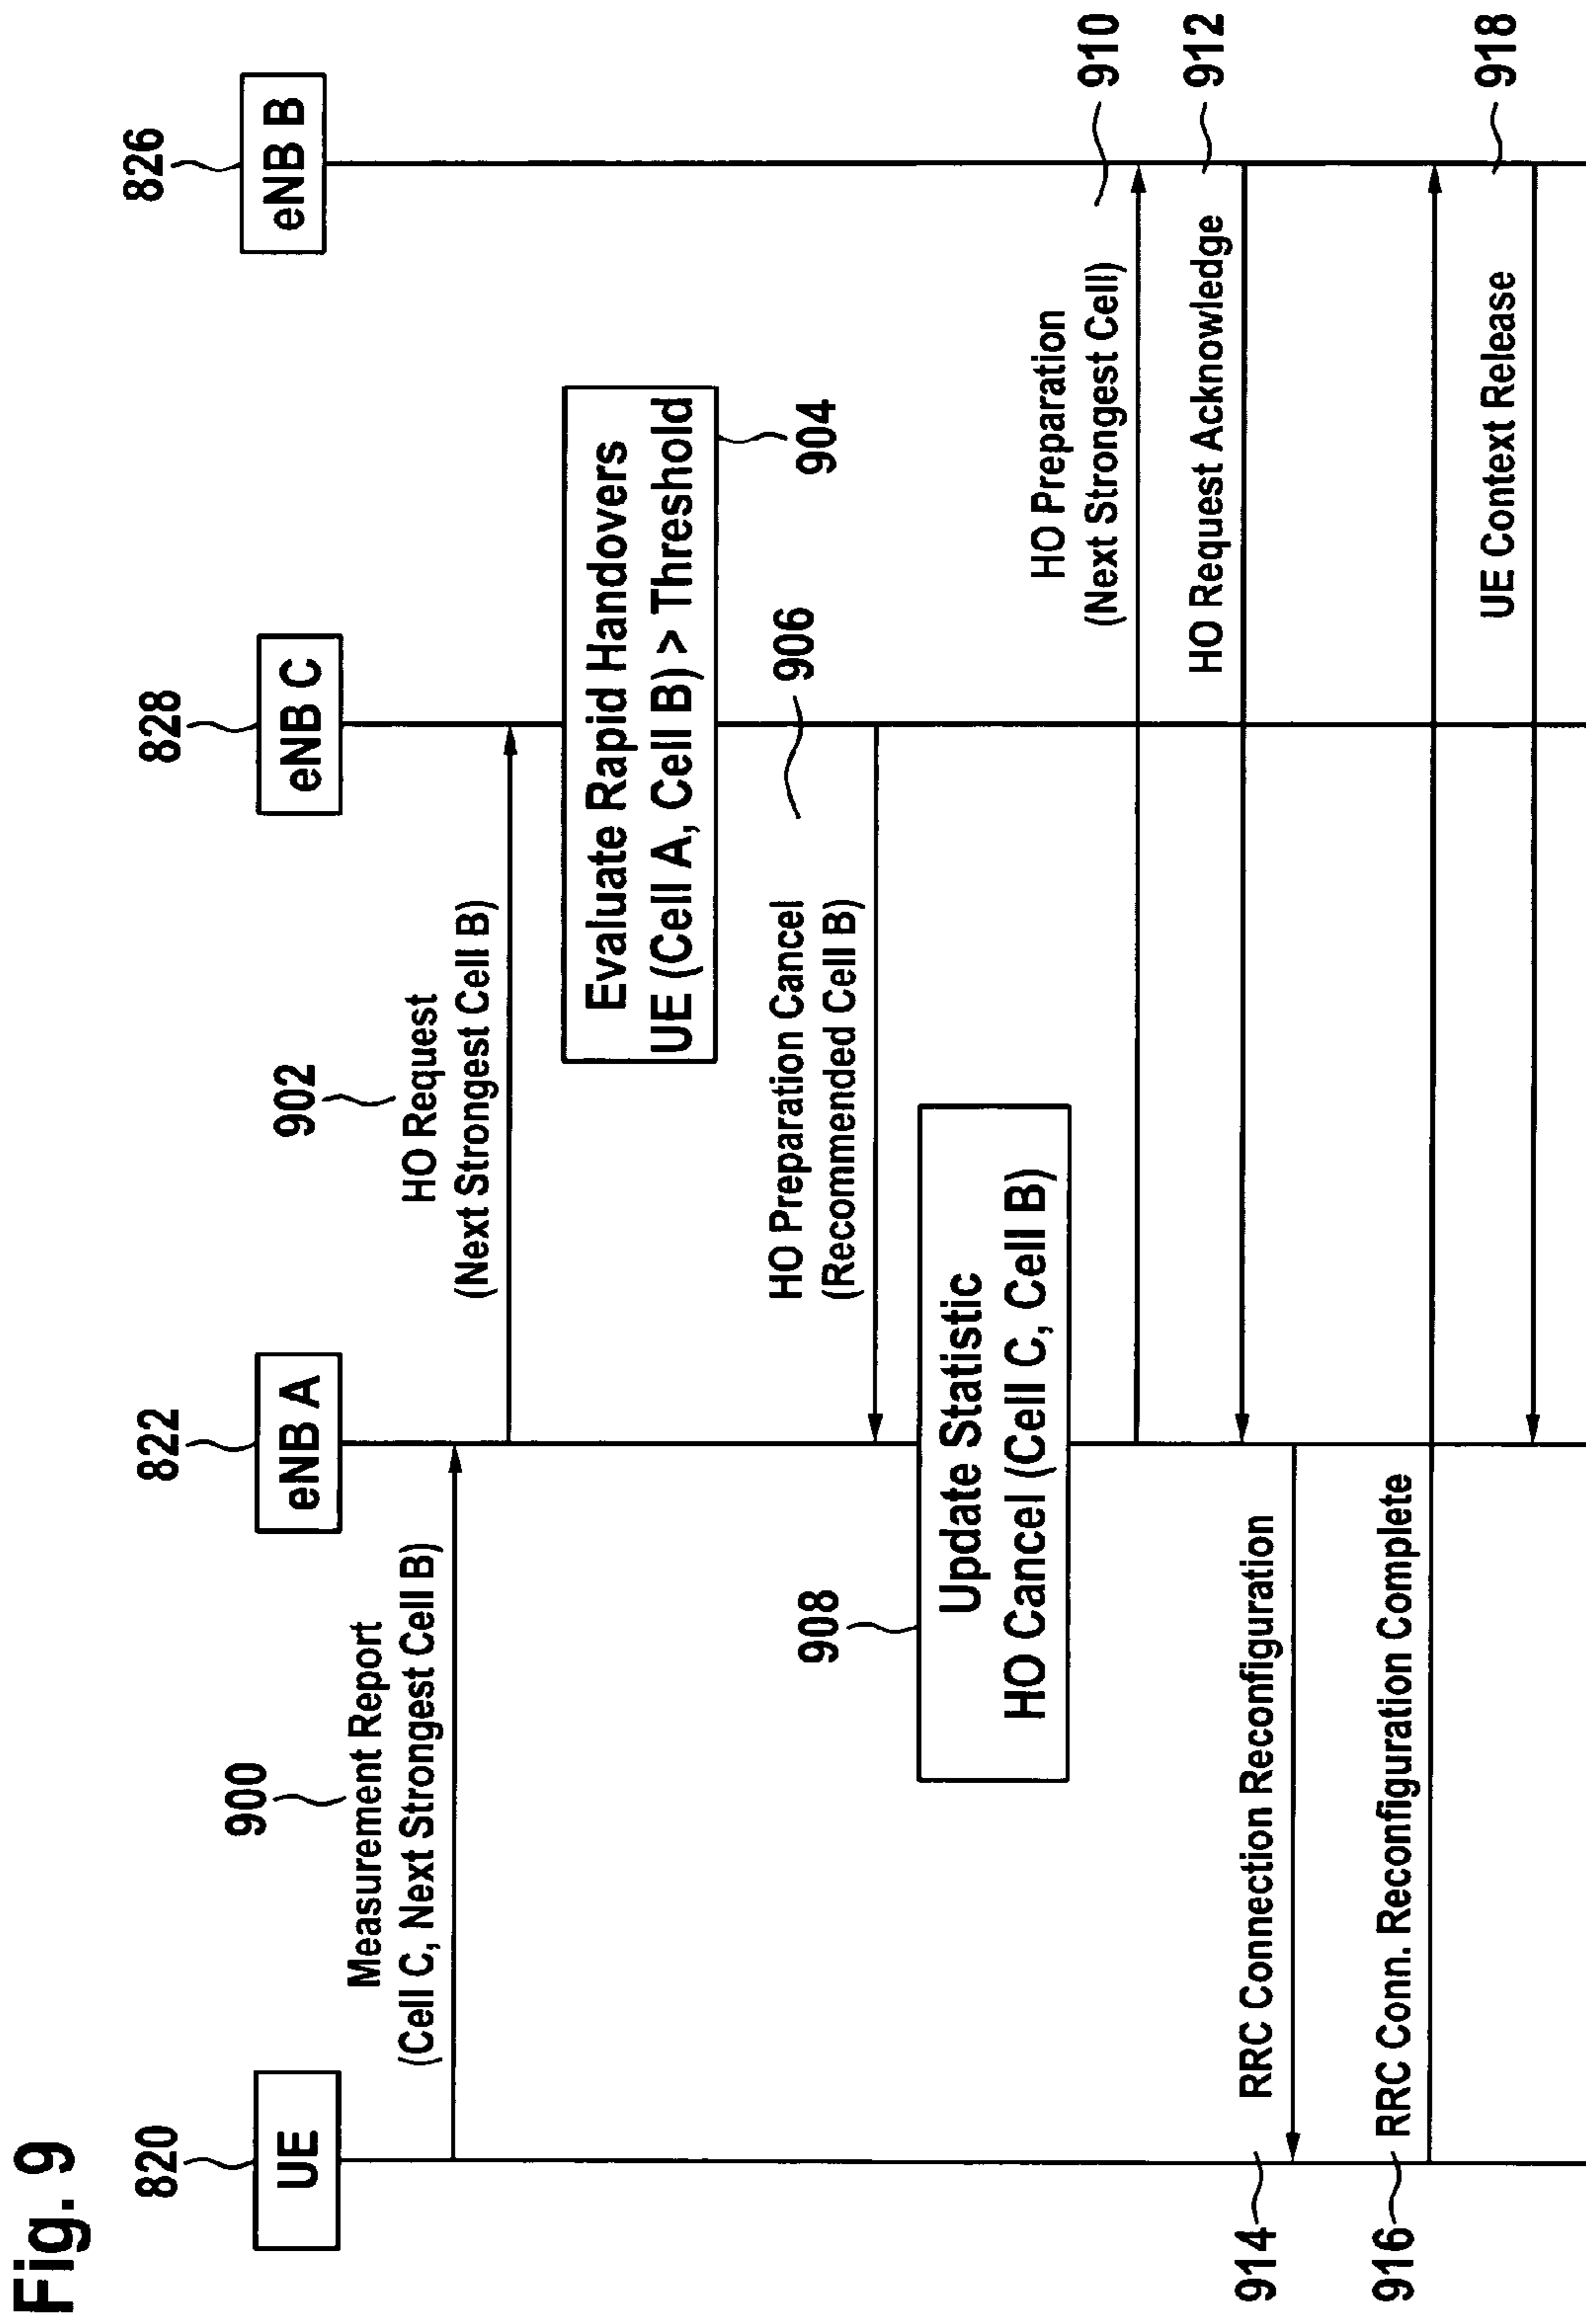 Fig. 9
820
822
828
826
UE
eNB A
eNB C
eNB B
900
Measurement Report
(Cell C, Next Strongest Cell B)
902
HO Request
(Next Strongest Cell B)
Evaluate Rapid Handovers
UE (Cell A, Cell B) > Threshold
904
906
HO Preparation Cancel
(Recommended Cell B)
908
Update Statistic
HO Cancel (Cell C, Cell B)
HO Preparation
(Next Strongest Cell)
910
HO Request Acknowledge
912
914
RRC Connection Reconfiguration
916
RRC Conn. Reconfiguration Complete
UE Context Release
918